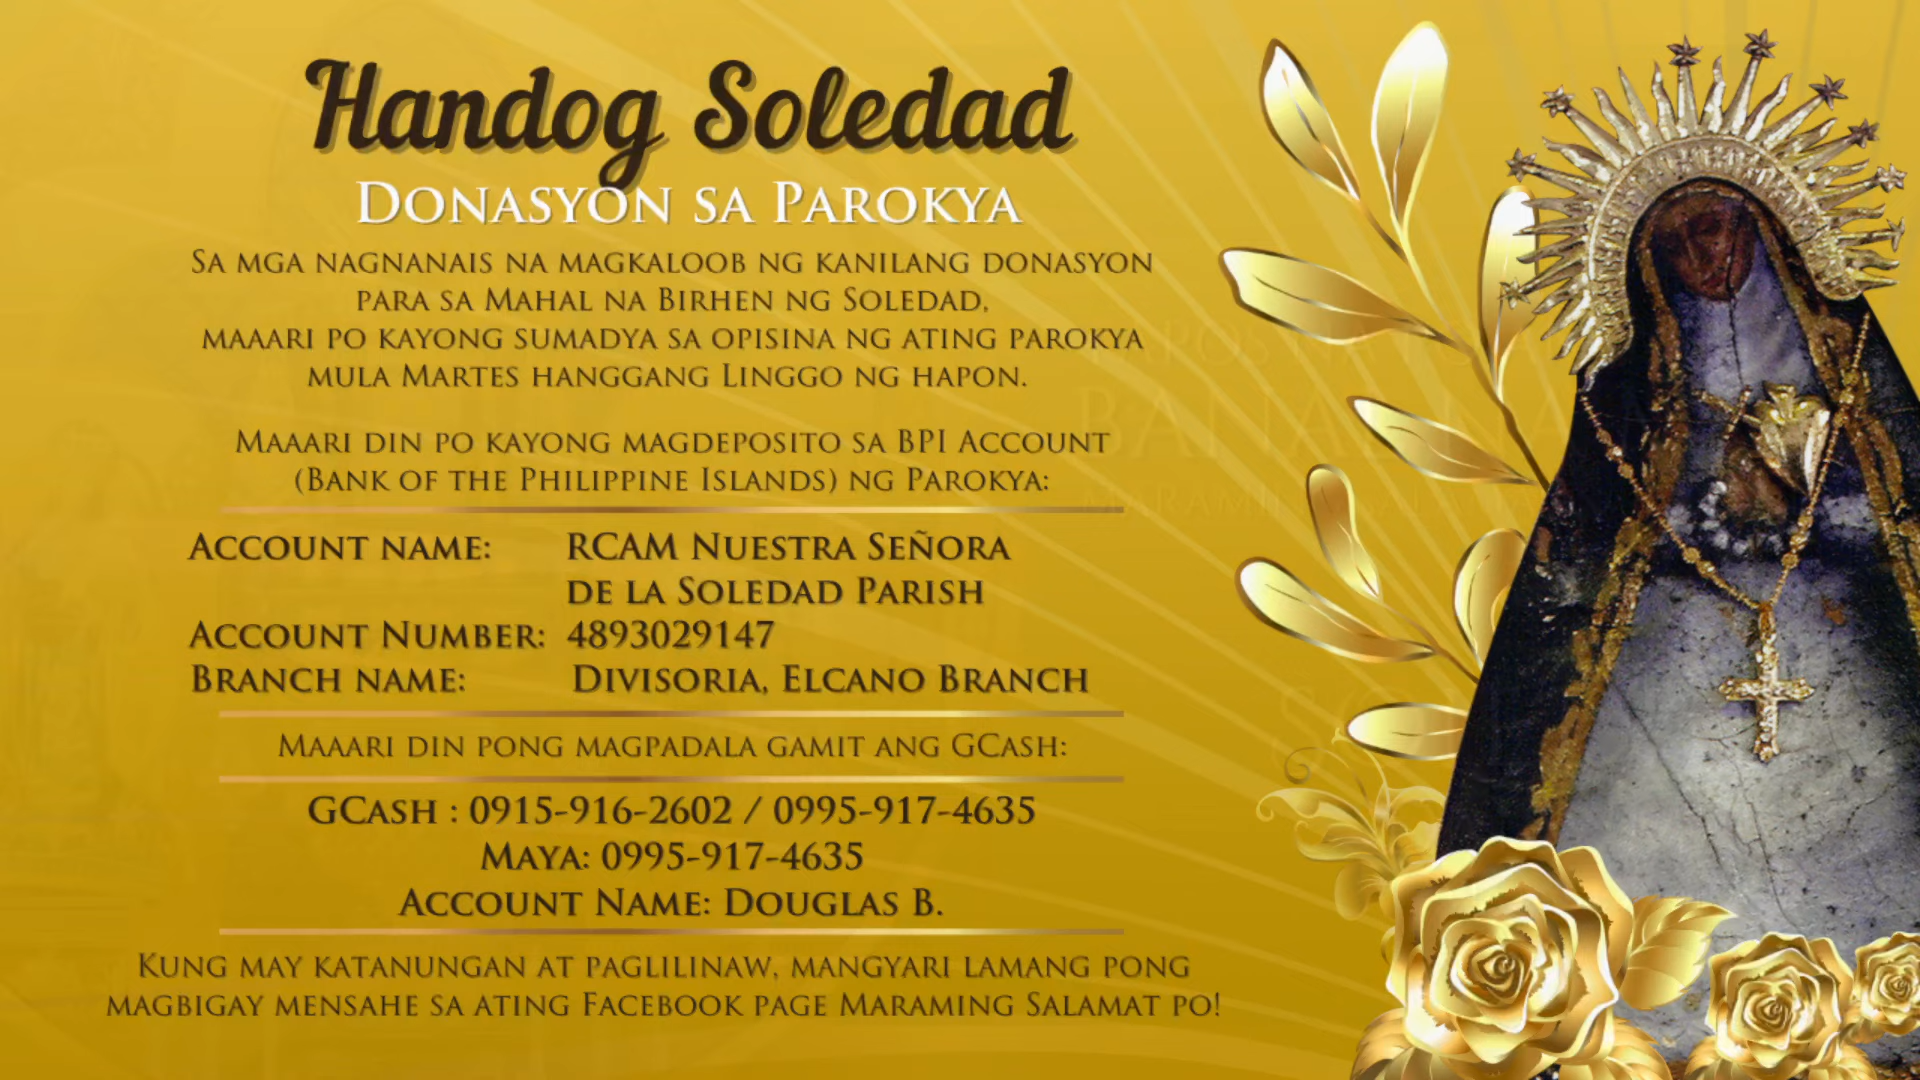 Handog Soledad
Donasyon sa Parokya
Sa mga nagnanais na magkaloob ng kanilang donasyon
para sa Mahal na Birhen ng Soledad,
maaari po kayong sumadya sa opisina ng ating parokya
mula Martes hanggang Linggo ng hapon.
Maaari din po kayong magdeposito sa BPI Account
(Bank of the Philippine Islands) ng Parokya:
Account name: RCAM Nuestra Señora
de la Soledad Parish
Account Number: 4893029147
Branch name: Divisoria, Elcano Branch
Maaari din pong magpadala gamit ang GCash:
GCash : 0915-916-2602 / 0995-917-4635
Maya: 0995-917-4635
Account Name: Douglas B.
Kung may katanungan at paglilinaw, mangyari lamang pong
magbigay mensahe sa ating Facebook page Maraming Salamat po!